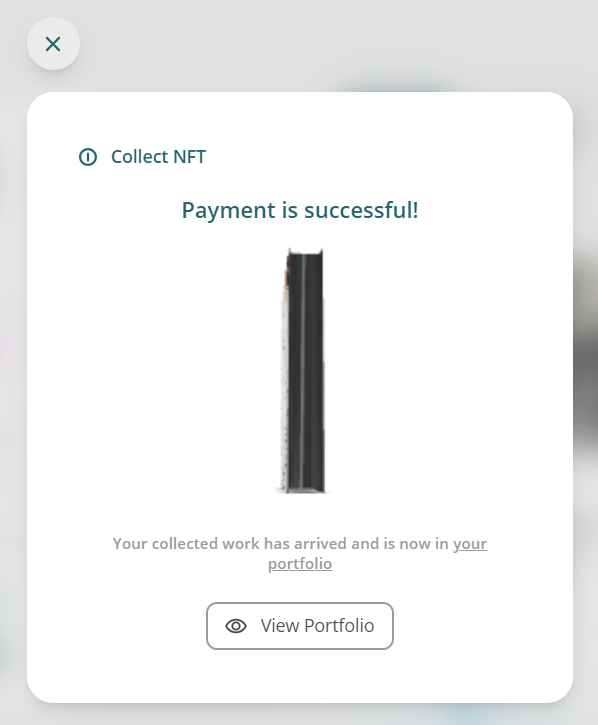 Collect NFT
Payment is successful!
Your collected work has arrived and is now in your
portfolio
View Portfolio